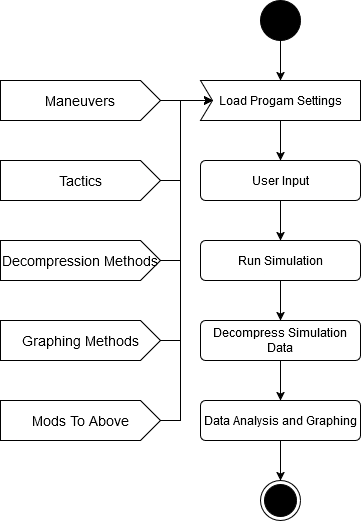 Maneuvers
Load Progam Settings
Tactics
User Input
Decompression Methods
Run Simulation
Graphing Methods
Decompress Simulation
Data
Mods To Above
Data Analysis and Graphing